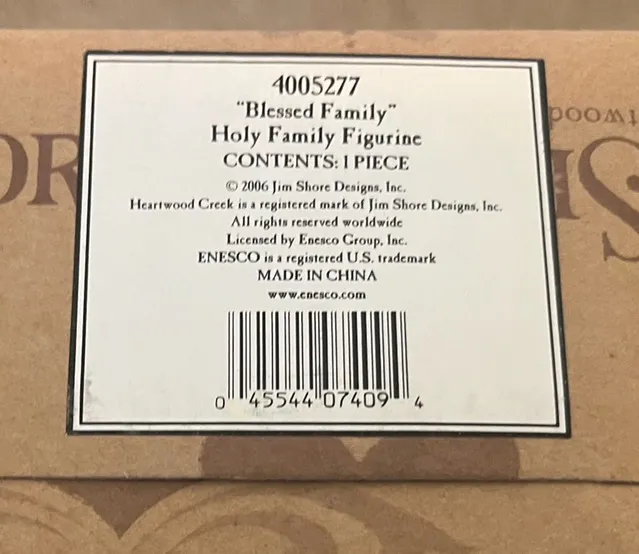 4005277
"Blessed Family"
Holy Family Figurine
CONTENTS: 1 PIECE
© 2006 Jim Shore Designs, Inc.
Heartwood Creek is a registered mark of Jim Shore Designs, Inc.
All rights reserved worldwide
Licensed by Enesco Group, Inc.
ENESCO is a registered U.S. trademark
MADE IN CHINA
www.enesco.com
0 45544 07409 4